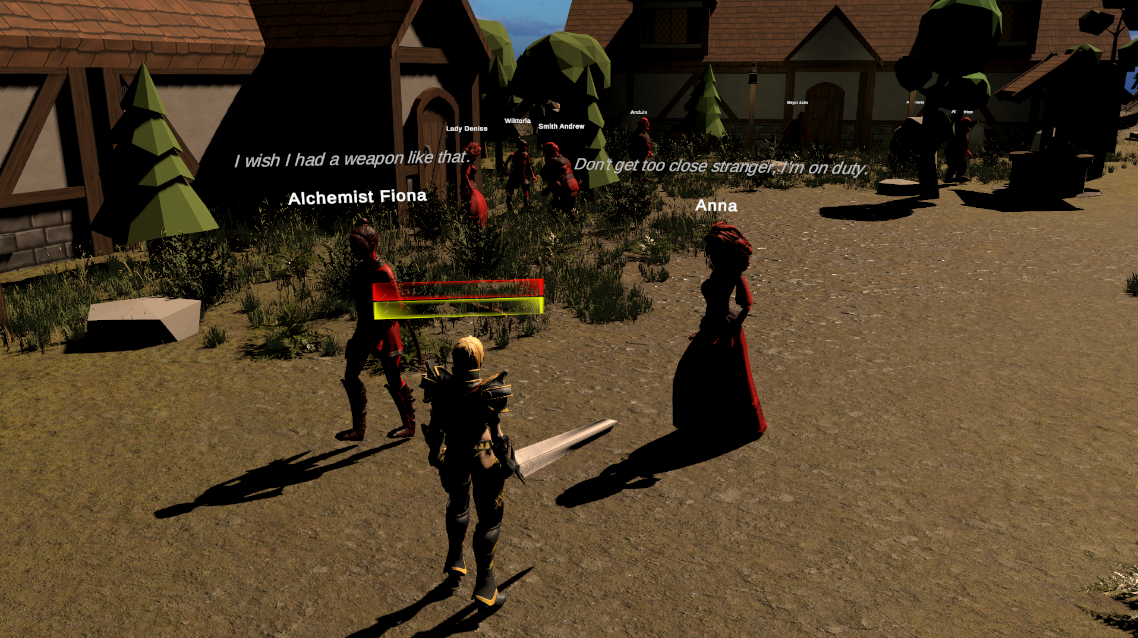 Anduin
Wiktoria
Lady Denise
Smith Andrew
I wish I had a weapon like that.
Don't get too close stranger, I'm on duty.
Alchemist Fiona
Anna